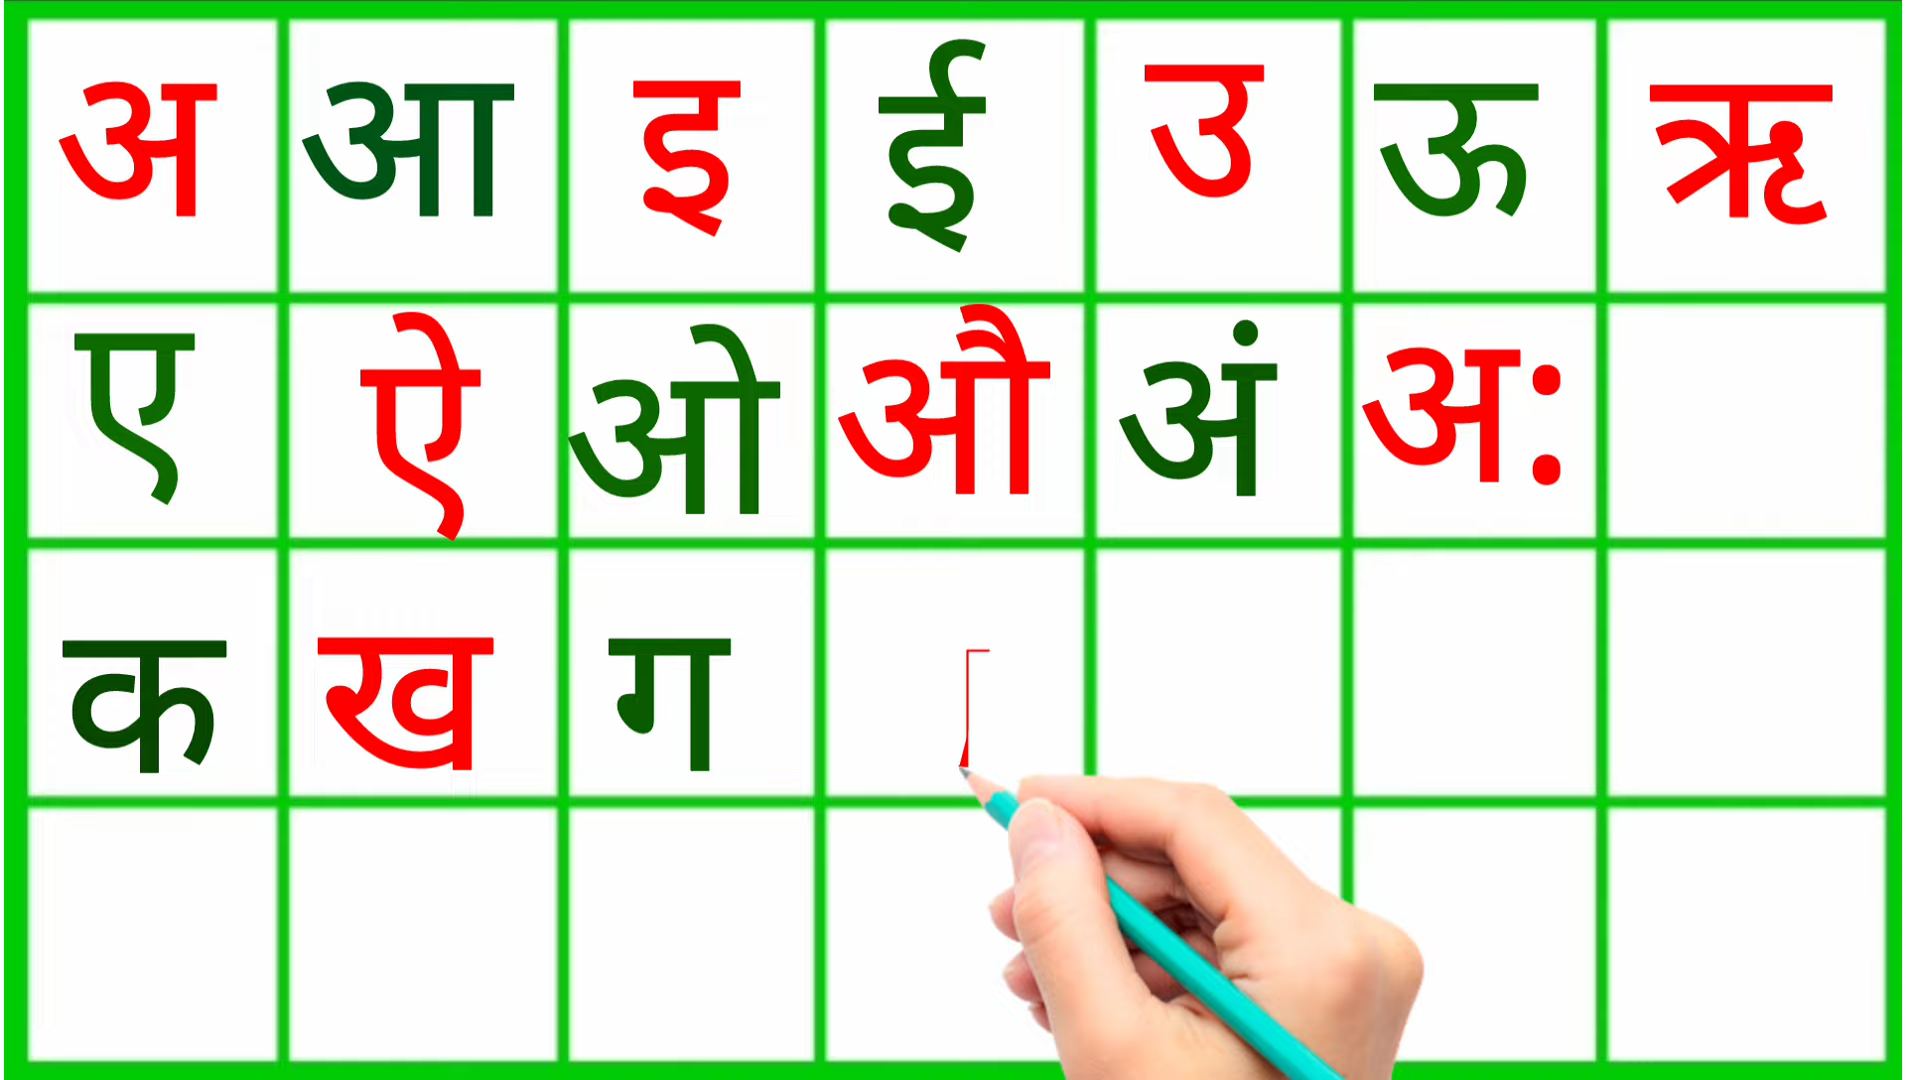 अ आ इ ई उ ऊ ऋ
ए ऐ ओ औ अं अः
क ख ग